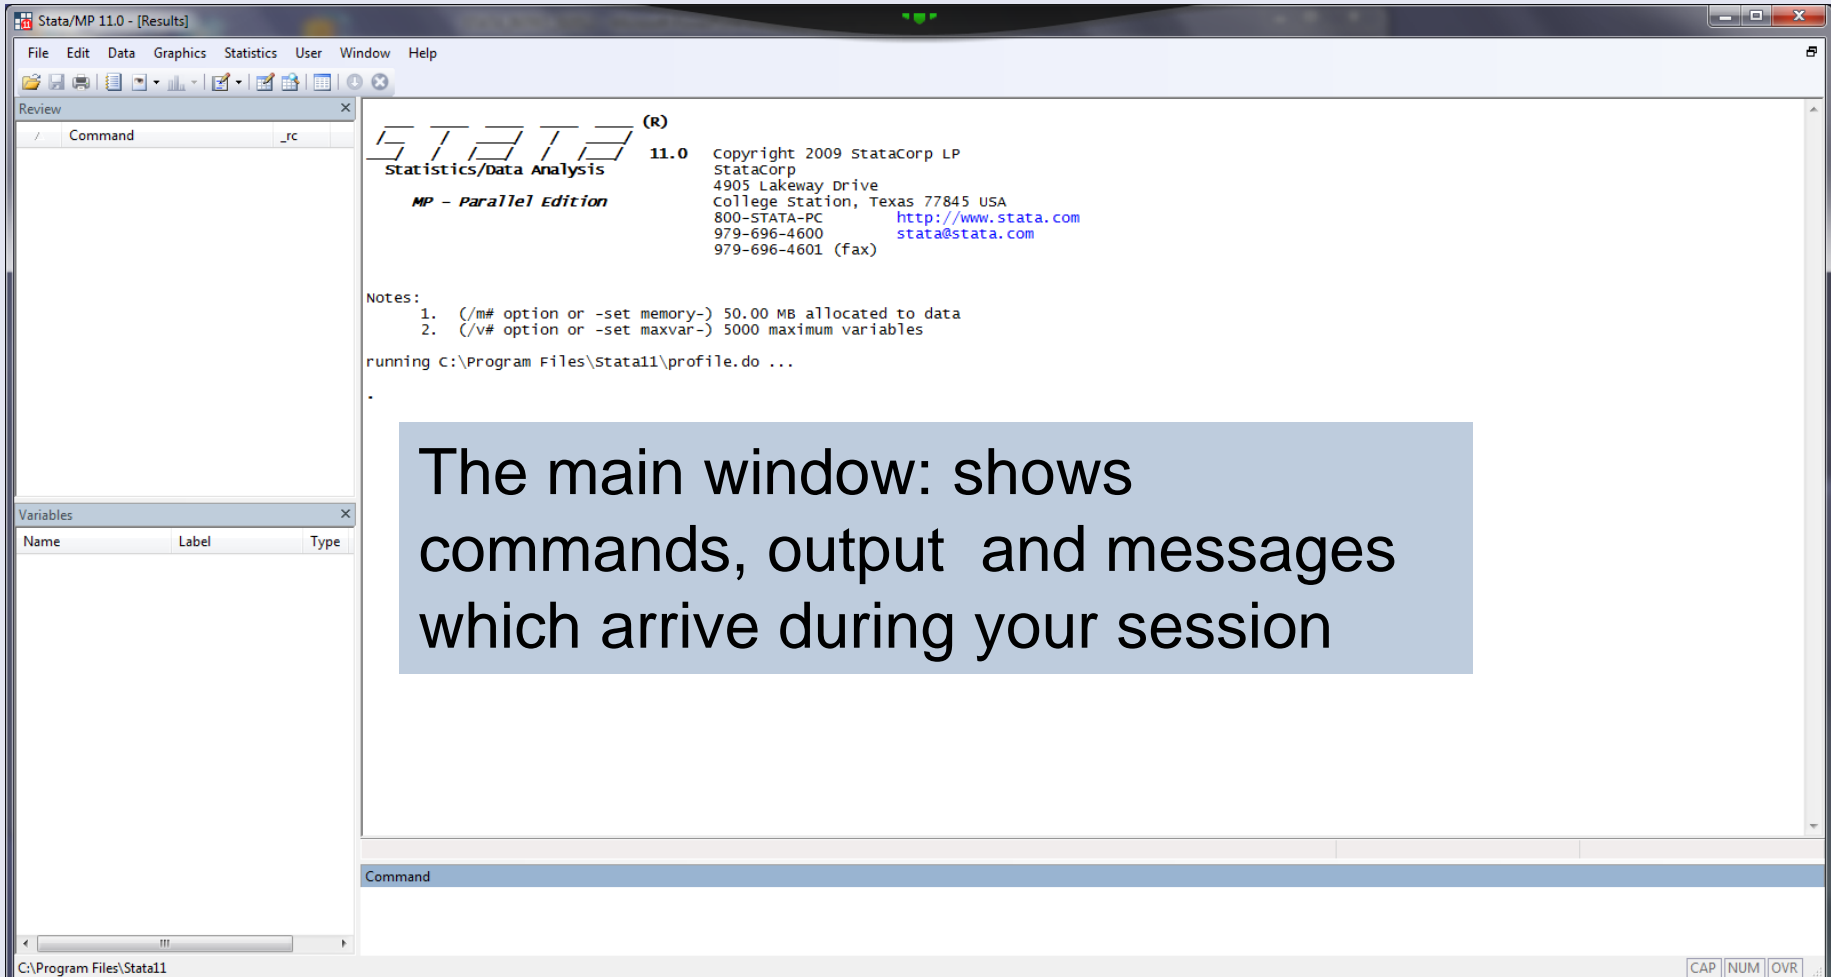 Stata/MP 11.0 - [Results]
File Edit Data Graphics Statistics User Window Help
Review
Command _rc
STATA (R)
11.0 Copyright 2009 StataCorp LP
Statistics/Data Analysis StataCorp
4905 Lakeway Drive
MP - Parallel Edition College Station, Texas 77845 USA
800-STATA-PC http://www.stata.com
979-696-4600 stata@stata.com
979-696-4601 (fax)
Notes:
1. (/m# option or -set memory-) 50.00 MB allocated to data
2. (/v# option or -set maxvar-) 5000 maximum variables
running C:\Program Files\Stata11\profile.do ...
.
The main window: shows
commands, output and messages
which arrive during your session
Variables
Name Label Type
Command
C:\Program Files\Stata11
CAP NUM OVR